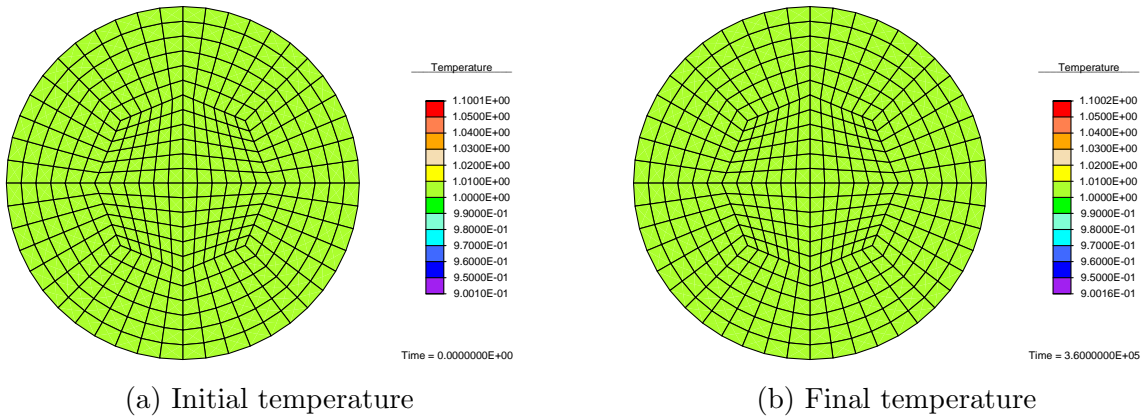 Temperature
1.1001E+00
1.0500E+00
1.0400E+00
1.0300E+00
1.0200E+00
1.0100E+00
1.0000E+00
9.9000E-01
9.8000E-01
9.7000E-01
9.6000E-01
9.5000E-01
9.0010E-01
Time = 0.0000000E+00
(a) Initial temperature
Temperature
1.1002E+00
1.0500E+00
1.0400E+00
1.0300E+00
1.0200E+00
1.0100E+00
1.0000E+00
9.9000E-01
9.8000E-01
9.7000E-01
9.6000E-01
9.5000E-01
9.0016E-01
Time = 3.6000000E+05
(b) Final temperature